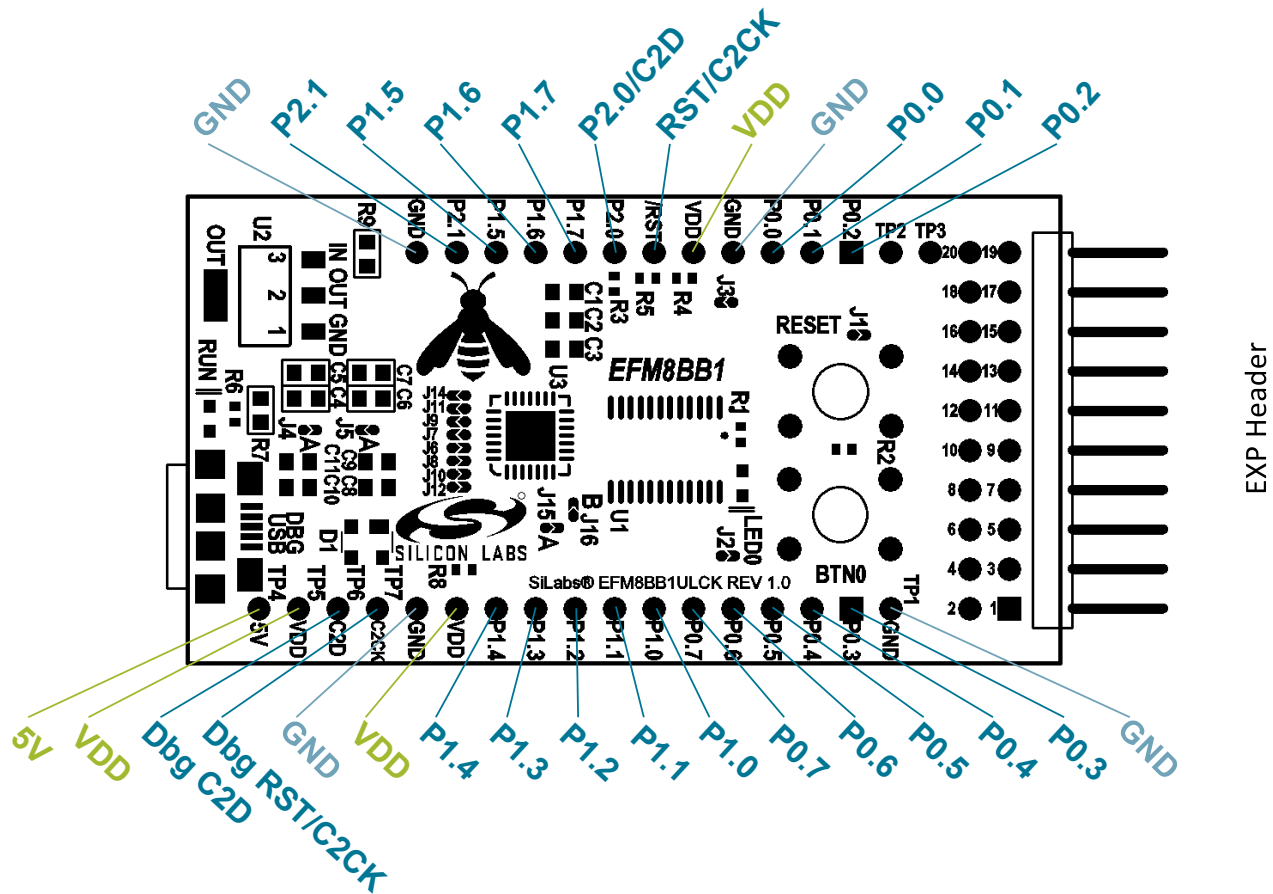 GND
P2.1
P1.5
P1.6
P1.7
P2.0/C2D
RST/C2CK
VDD
GND
P0.0
P0.1
P0.2
GND
P2.1
P1.5
P1.6
P1.7
P2.0
/RST
VDD
GND
P0.0
P0.1
P0.2
TP2
TP3
R9
U2
OUT
3
2
1
IN
OUT
GND
RUN
R6
R7
C5
C4
C7
C6
J4
A
J5
A
C11
C10
C9
C8
J14
J11
J9
J7
J6
J8
J10
J12
C1
C2
C3
U3
R3
R5
R4
J3
EFM8BB1
RESET
J1
R1
R2
U1
LED0
J2
J15
A
B
J16
SILICON LABS
R8
SiLabs® EFM8BB1ULCK REV 1.0
BTN0
DBG
USB
D1
TP4
TP5
TP6
TP7
TP1
20 19
18 17
16 15
14 13
12 11
10 9
8 7
6 5
4 3
2 1
EXP Header
5V
VDD
C2D
C2CK
GND
VDD
P1.4
P1.3
P1.2
P1.1
P1.0
P0.7
P0.6
P0.5
P0.4
P0.3
GND
5V
VDD
Dbg C2D
Dbg RST/C2CK
GND
VDD
P1.4
P1.3
P1.2
P1.1
P1.0
P0.7
P0.6
P0.5
P0.4
P0.3
GND